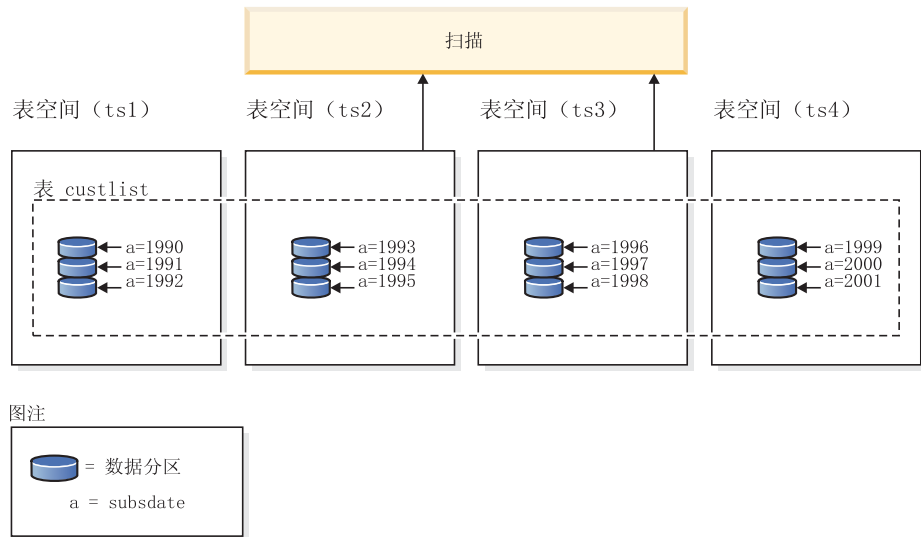 扫描
表空间（ts1）
表空间（ts2）
表空间（ts3）
表空间（ts4）
表 custlist
a=1990
a=1991
a=1992
a=1993
a=1994
a=1995
a=1996
a=1997
a=1998
a=1999
a=2000
a=2001
图注
= 数据分区
a = subsdate